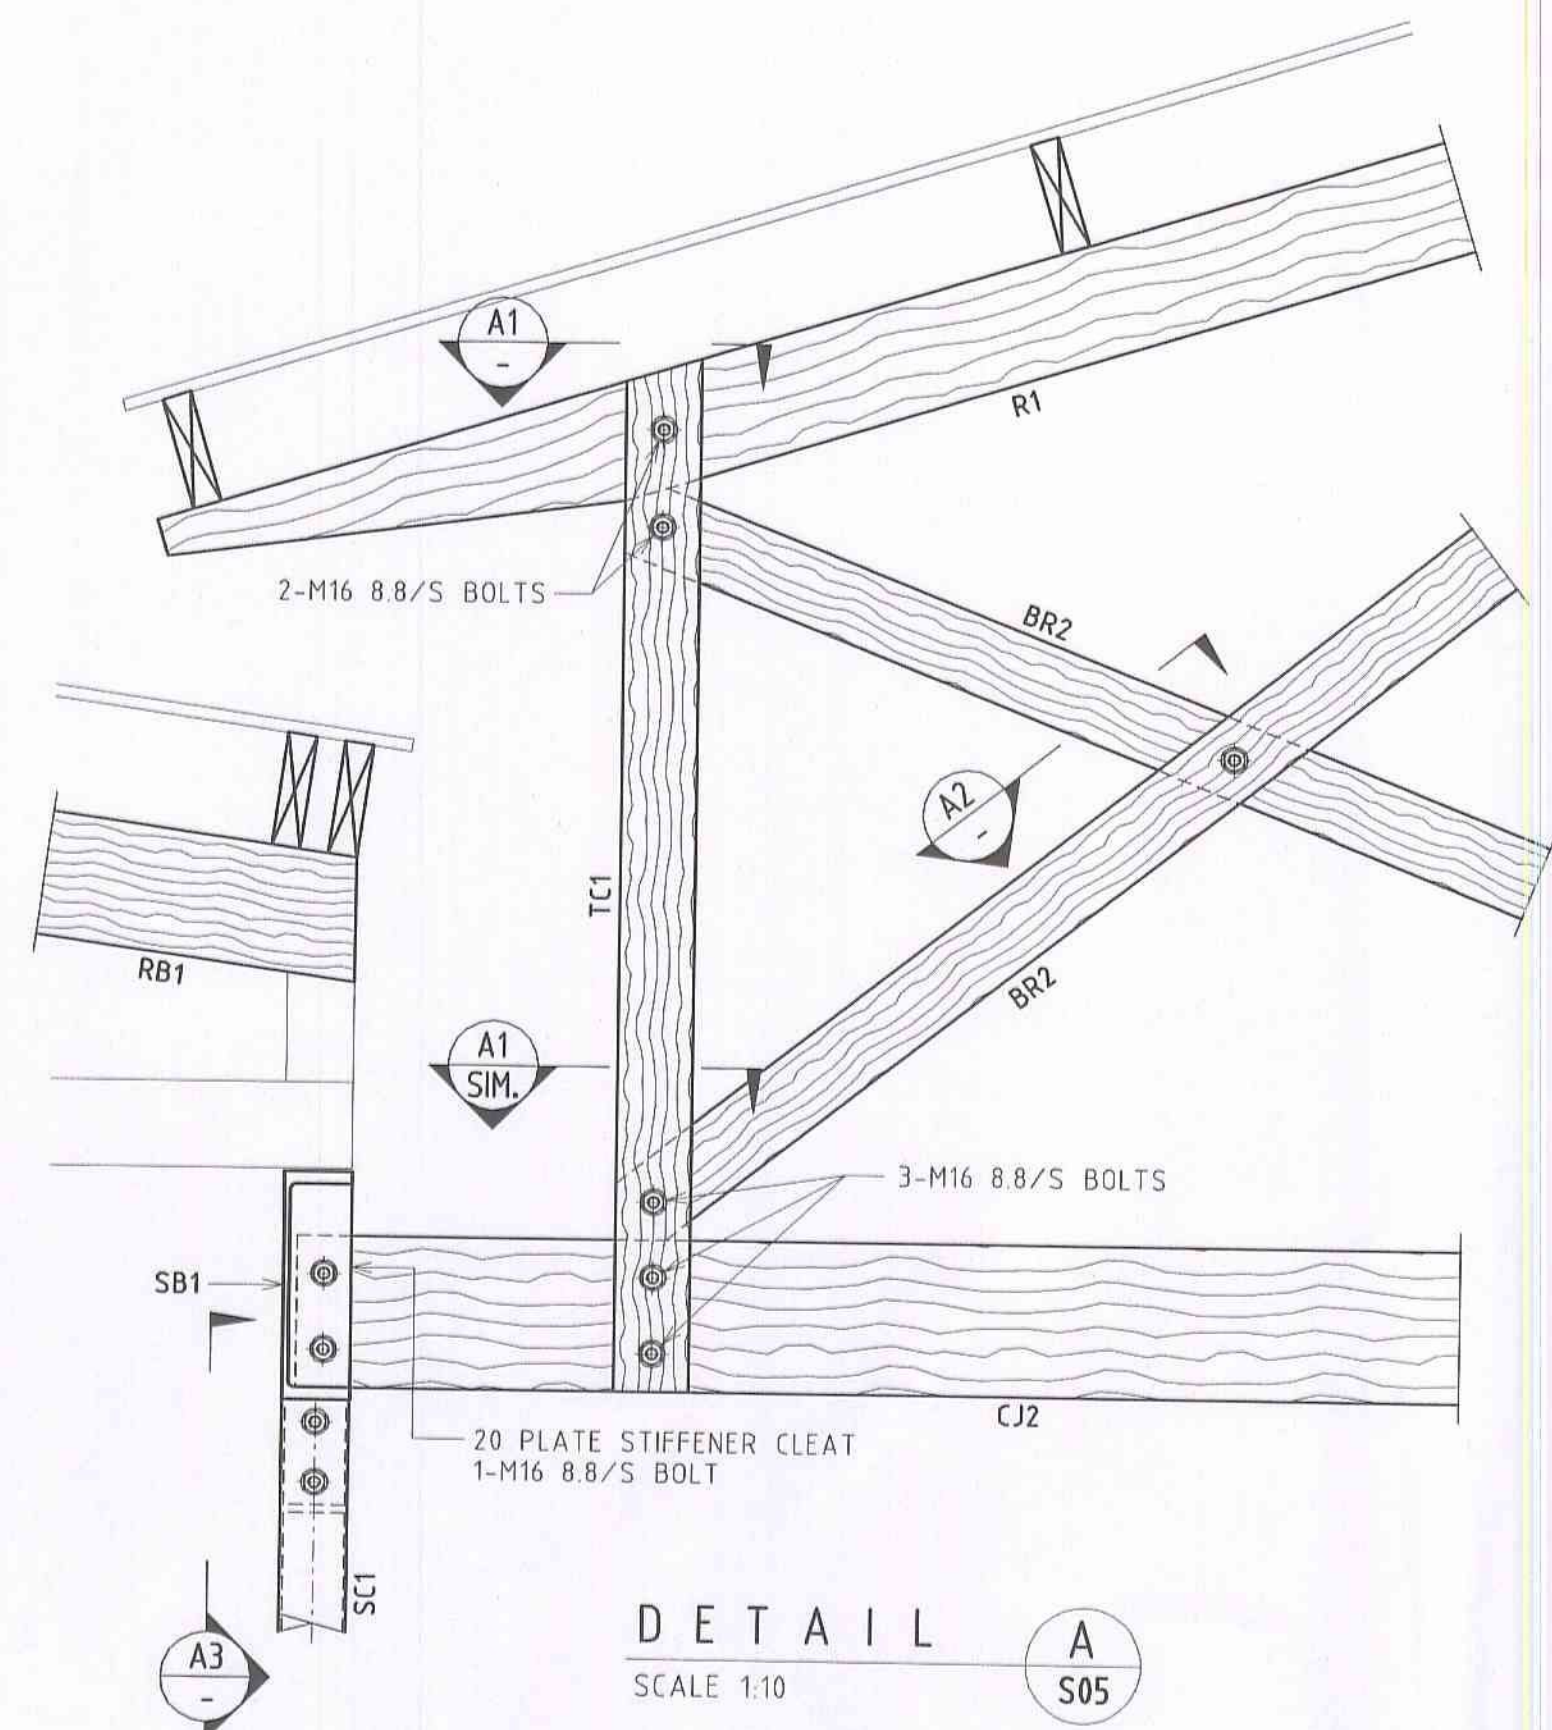 A1
-
R1
2-M16 8.8/S BOLTS
BR2
A2
-
TC1
RB1
BR2
A1
SIM.
3-M16 8.8/S BOLTS
SB1
CJ2
20 PLATE STIFFENER CLEAT
1-M16 8.8/S BOLT
SC1
DETAIL
SCALE 1:10
A
S05
A3
-